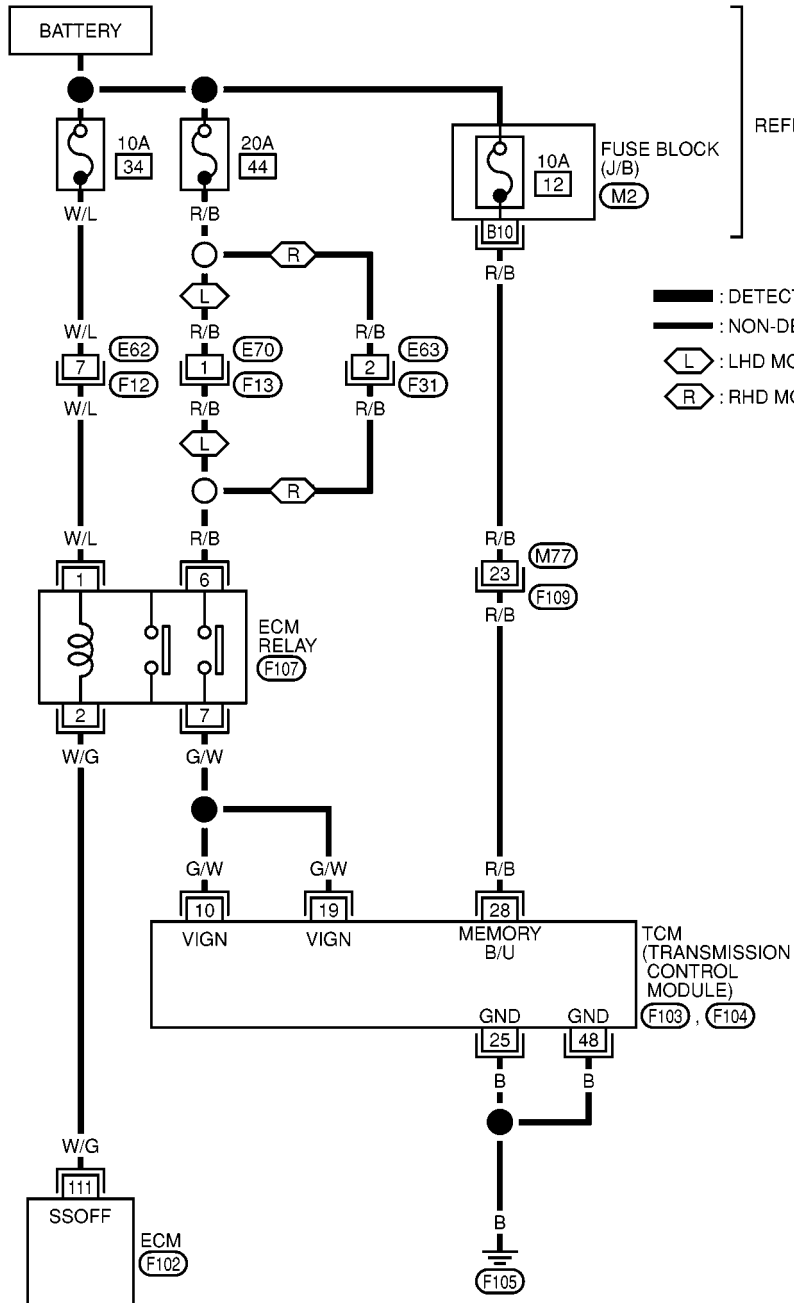 BATTERY
10A
34
20A
44
10A
12
FUSE BLOCK
(J/B)
M2
B10
REF
W/L
R/B
R/B
R
L
: DETECT
: NON-DE
L : LHD MO
R : RHD MO
W/L
R/B
R/B
7
E62
F12
1
E70
F13
2
E63
F31
W/L
R/B
R/B
L
R
W/L
R/B
R/B
23
M77
F109
R/B
1
6
ECM
RELAY
F107
2
7
W/G
G/W
G/W
G/W
R/B
10
19
28
VIGN
VIGN
MEMORY
B/U
TCM
(TRANSMISSION
CONTROL
MODULE)
F103 , F104
GND
GND
25
48
B
B
W/G
111
SSOFF
ECM
F102
B
F105